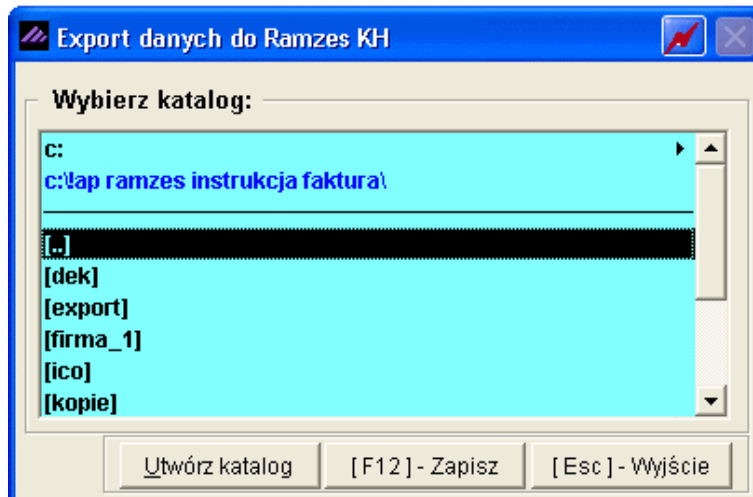 Export danych do Ramzes KH
Wybierz katalog:
c:
c:\!ap ramzes instrukcja faktura\
[..]
[dek]
[export]
[firma_1]
[ico]
[kopie]
Utwórz katalog [ F12 ] - Zapisz [ Esc ] - Wyjście